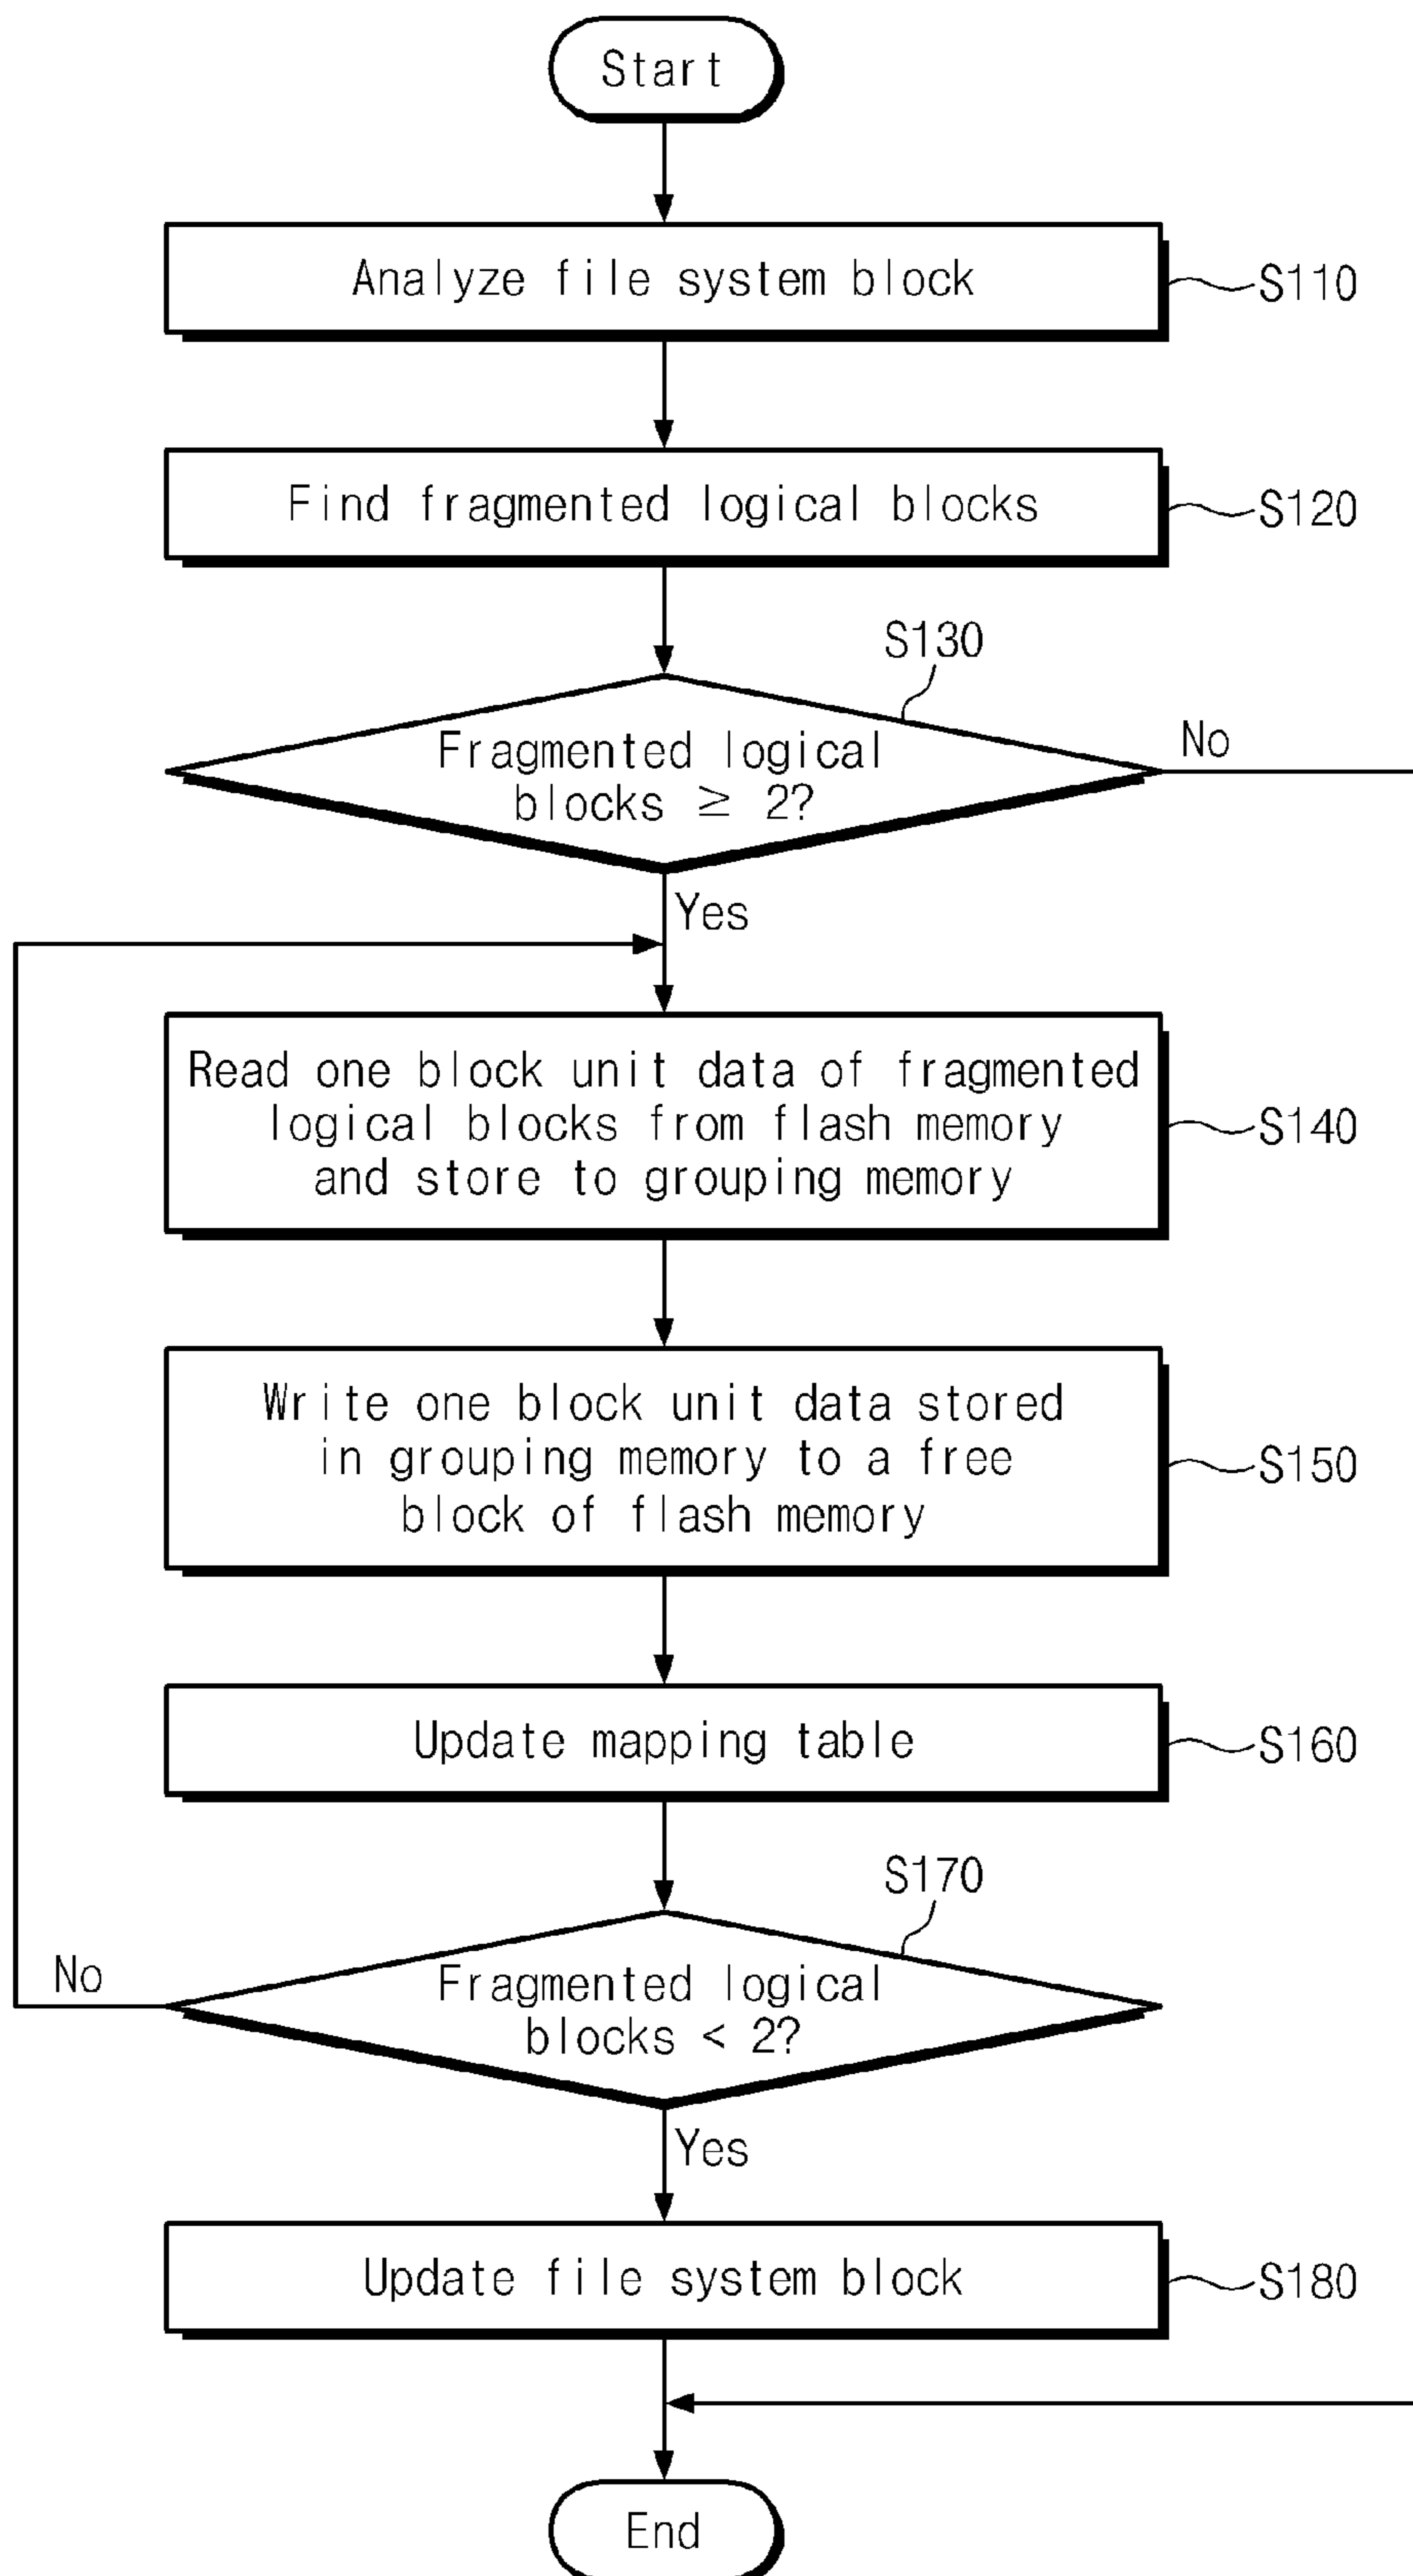 Start
Analyze file system block
S110
Find fragmented logical blocks
S120
S130
Fragmented logical
blocks ≥ 2?
No
Yes
Read one block unit data of fragmented
logical blocks from flash memory
and store to grouping memory
S140
Write one block unit data stored
in grouping memory to a free
block of flash memory
S150
Update mapping table
S160
S170
Fragmented logical
blocks < 2?
No
Yes
Update file system block
S180
End